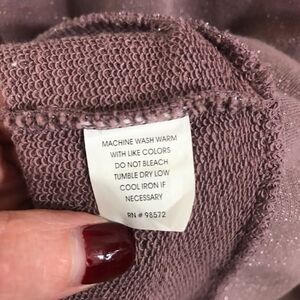 MACHINE WASH WARM
WITH LIKE COLORS
DO NOT BLEACH
TUMBLE DRY LOW
COOL IRON IF
NECESSARY
RN # 98572